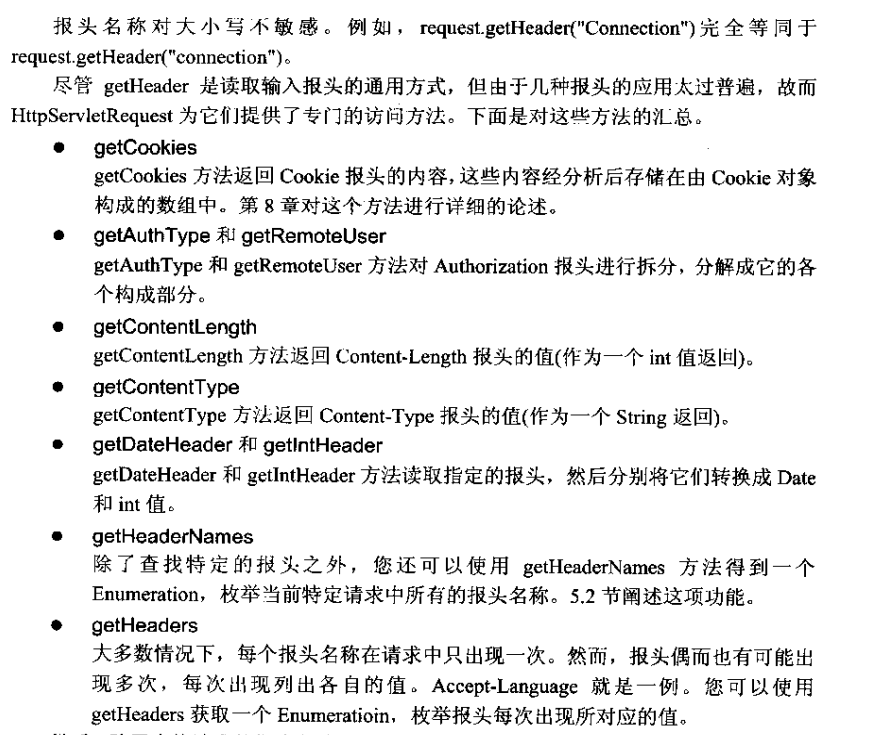 报头名称对大小写不敏感。例如，request.getHeader("Connection")完全等同于
request.getHeader("connection")。
尽管 getHeader 是读取输入报头的通用方式，但由于几种报头的应用太过普遍，故而
HttpServletRequest 为它们提供了专门的访问方法。下面是对这些方法的汇总。
● getCookies
getCookies 方法返回 Cookie 报头的内容，这些内容经分析后存储在由 Cookie 对象
构成的数组中。第 8 章对这个方法进行详细的论述。
● getAuthType 和 getRemoteUser
getAuthType 和 getRemoteUser 方法对 Authorization 报头进行拆分，分解成它的各
个构成部分。
● getContentLength
getContentLength 方法返回 Content-Length 报头的值(作为一个 int 值返回)。
● getContentType
getContentType 方法返回 Content-Type 报头的值(作为一个 String 返回)。
● getDateHeader 和 getIntHeader
getDateHeader 和 getIntHeader 方法读取指定的报头，然后分别将它们转换成 Date
和 int 值。
● getHeaderNames
除了查找特定的报头之外，您还可以使用 getHeaderNames 方法得到一个
Enumeration，枚举当前特定请求中所有的报头名称。5.2 节阐述这项功能。
● getHeaders
大多数情况下，每个报头名称在请求中只出现一次。然而，报头偶而也有可能出
现多次，每次出现列出各自的值。Accept-Language 就是一例。您可以使用
getHeaders 获取一个 Enumeratioin，枚举报头每次出现所对应的值。